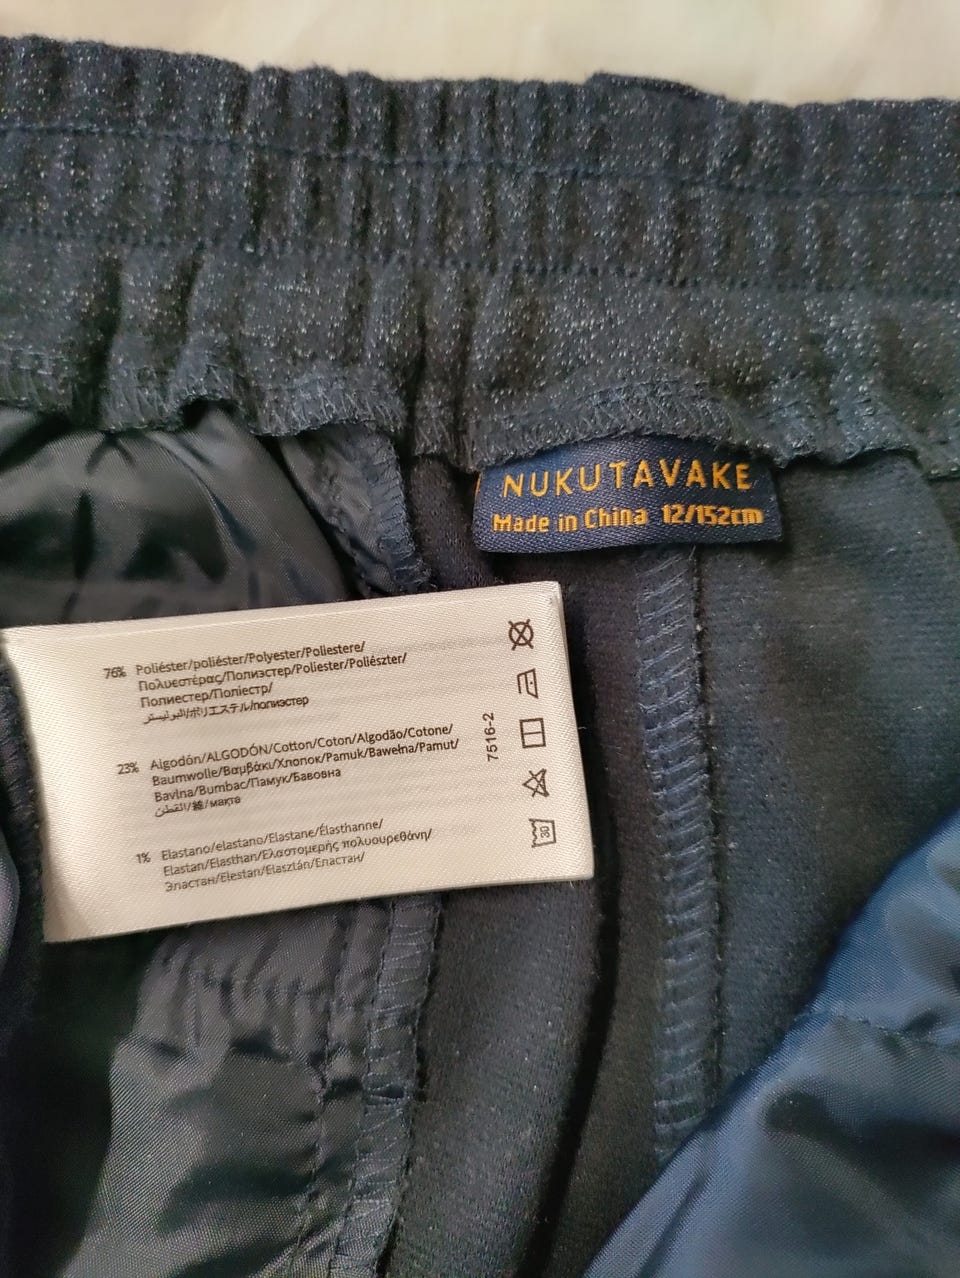 NUKUTAVAKE
Made in China 12/152cm
76% Poliéster/poliéster/Polyester/Poliestere/
Πολυεστέρας/Полиэстер/Poliester/Poliészter/
Полиестер/Поліестр/
البوليستر/ポリエステル/полиэстер
23% Algodón/ALGODÓN/Cotton/Coton/Algodão/Cotone/
Baumwolle/Βαμβάκι/Хлопок/Pamuk/Bawełna/Pamut/
Bavlna/Bumbac/Памук/Бавовна
القطن/綿/мақта
1% Elastano/elastano/Elastane/Élasthanne/
Elastan/Elasthan/Ελαστομερής πολυουρεθάνη/
Эластан/Elestan/Elasztán/Еластан/
7516-2
30